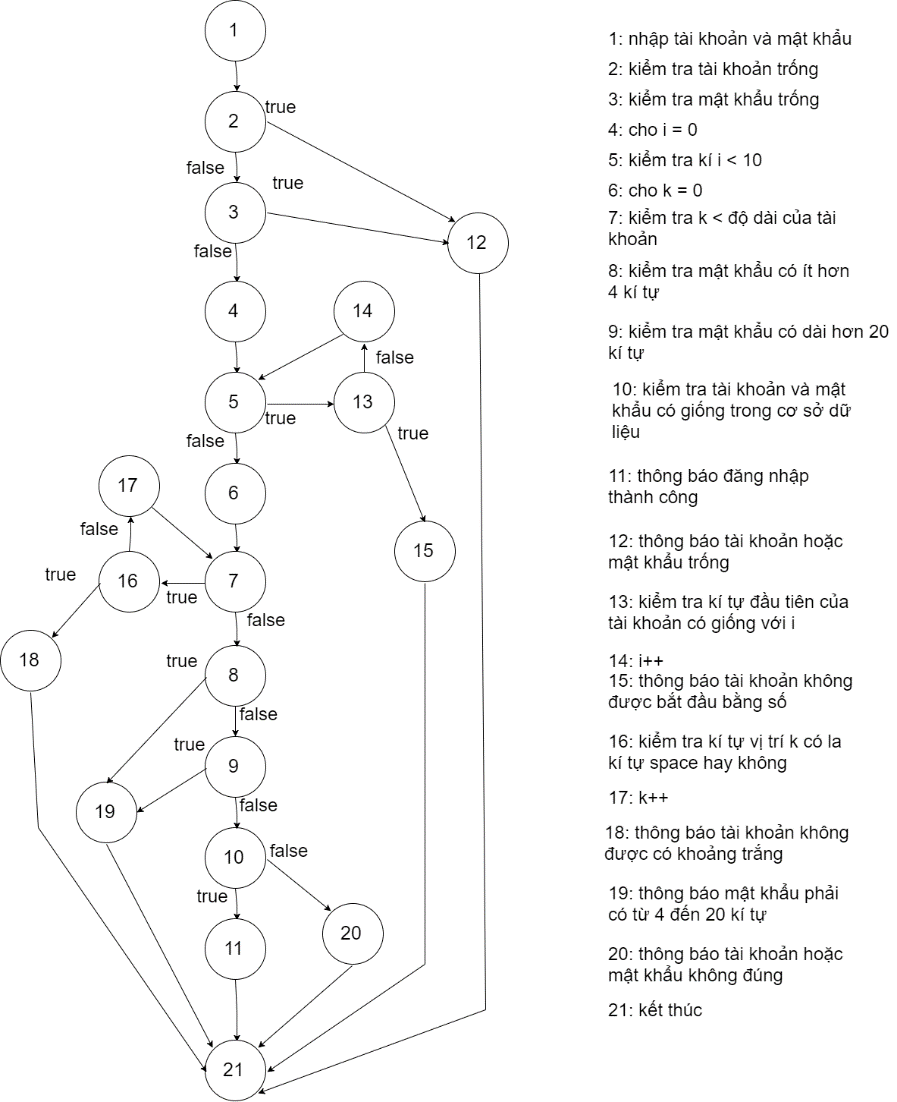 1
2
true
false
3
true
false
12
4
14
false
5
true
13
false
true
6
17
false
15
7
true
16
true
false
18
true
8
false
true
9
19
false
10
false
true
11
20
21
1: nhập tài khoản và mật khẩu
2: kiểm tra tài khoản trống
3: kiểm tra mật khẩu trống
4: cho i = 0
5: kiểm tra kí i < 10
6: cho k = 0
7: kiểm tra k < độ dài của tài
khoản
8: kiểm tra mật khẩu có ít hơn
4 kí tự
9: kiểm tra mật khẩu có dài hơn 20
kí tự
10: kiểm tra tài khoản và mật
khẩu có giống trong cơ sở dữ
liệu
11: thông báo đăng nhập
thành công
12: thông báo tài khoản hoặc
mật khẩu trống
13: kiểm tra kí tự đầu tiên của
tài khoản có giống với i
14: i++
15: thông báo tài khoản không
được bắt đầu bằng số
16: kiểm tra kí tự vị trí k có la
kí tự space hay không
17: k++
18: thông báo tài khoản không
được có khoảng trắng
19: thông báo mật khẩu phải
có từ 4 đến 20 kí tự
20: thông báo tài khoản hoặc
mật khẩu không đúng
21: kết thúc